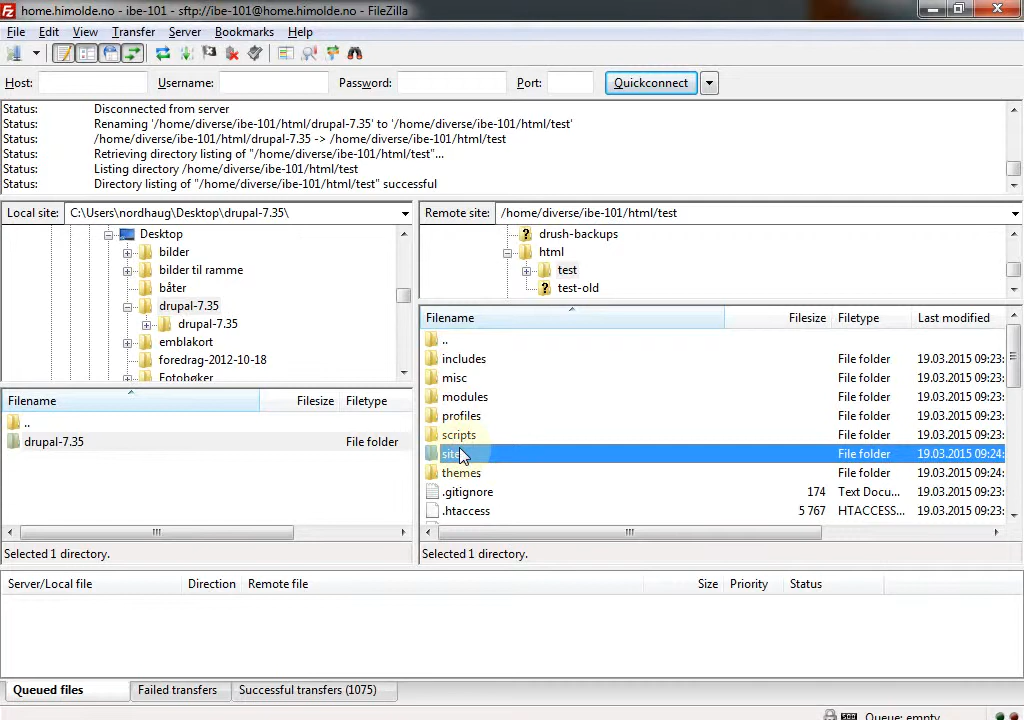 home.himolde.no - ibe-101 - sftp://ibe-101@home.himolde.no - FileZilla
File Edit View Transfer Server Bookmarks Help
Host: Username: Password: Port: Quickconnect
Status: Disconnected from server
Status: Renaming '/home/diverse/ibe-101/html/drupal-7.35' to '/home/diverse/ibe-101/html/test'
Status: /home/diverse/ibe-101/html/drupal-7.35 -> /home/diverse/ibe-101/html/test
Status: Retrieving directory listing of "/home/diverse/ibe-101/html/test"...
Status: Listing directory /home/diverse/ibe-101/html/test
Status: Directory listing of "/home/diverse/ibe-101/html/test" successful
Local site: C:\Users\nordhaug\Desktop\drupal-7.35\
Desktop
bilder
bilder til ramme
båter
drupal-7.35
drupal-7.35
emblakort
foredrag-2012-10-18
Fotobøker
Filename Filesize Filetype
..
drupal-7.35 File folder
Selected 1 directory.
Remote site: /home/diverse/ibe-101/html/test
drush-backups
html
test
test-old
Filename Filesize Filetype Last modified
..
includes File folder 19.03.2015 09:23:
misc File folder 19.03.2015 09:23:
modules File folder 19.03.2015 09:23:
profiles File folder 19.03.2015 09:23:
scripts File folder 19.03.2015 09:23:
File folder 19.03.2015 09:24:
themes File folder 19.03.2015 09:24:
.gitignore 174 Text Docu... 19.03.2015 09:23:
.htaccess 5 767 HTACCESS... 19.03.2015 09:23:
Selected 1 directory.
Server/Local file Direction Remote file Size Priority Status
Queued files Failed transfers Successful transfers (1075)
Queue: empty